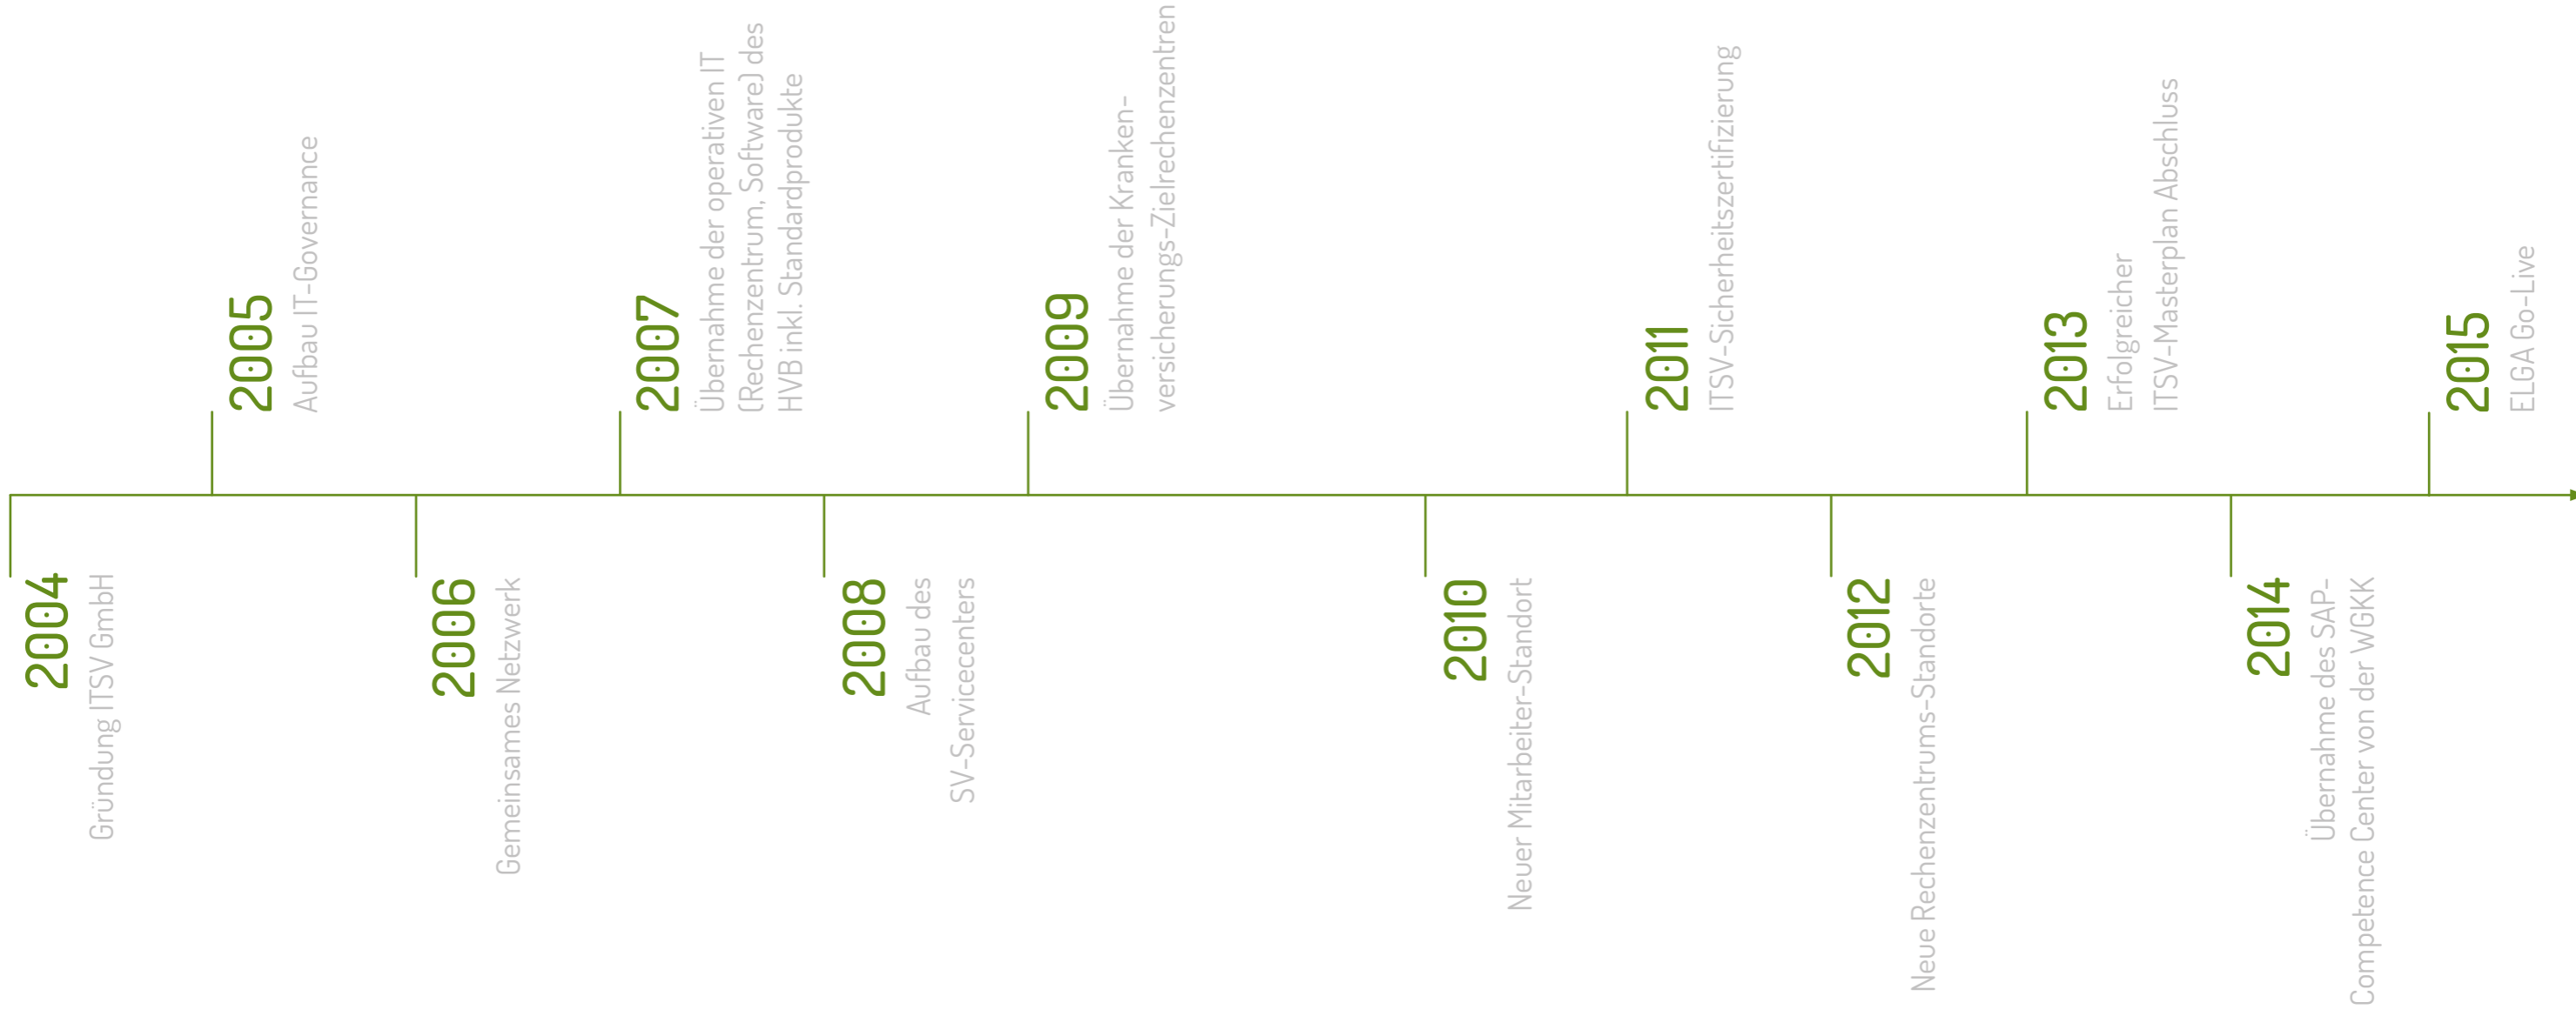 2004
Gründung ITSV GmbH
2005
Aufbau IT-Governance
2006
Gemeinsames Netzwerk
2007
Übernahme der operativen IT
(Rechenzentrum, Software) des
HVB inkl. Standardprodukte
2008
Aufbau des
SV-Servicecenters
2009
Übernahme der Kranken-
versicherungs-Zielrechenzentren
2010
Neuer Mitarbeiter-Standort
2011
ITSV-Sicherheitszertifizierung
2012
Neue Rechenzentrums-Standorte
2013
Erfolgreicher
ITSV-Masterplan Abschluss
2014
Übernahme des SAP-
Competence Center von der WGKK
2015
ELGA Go-Live